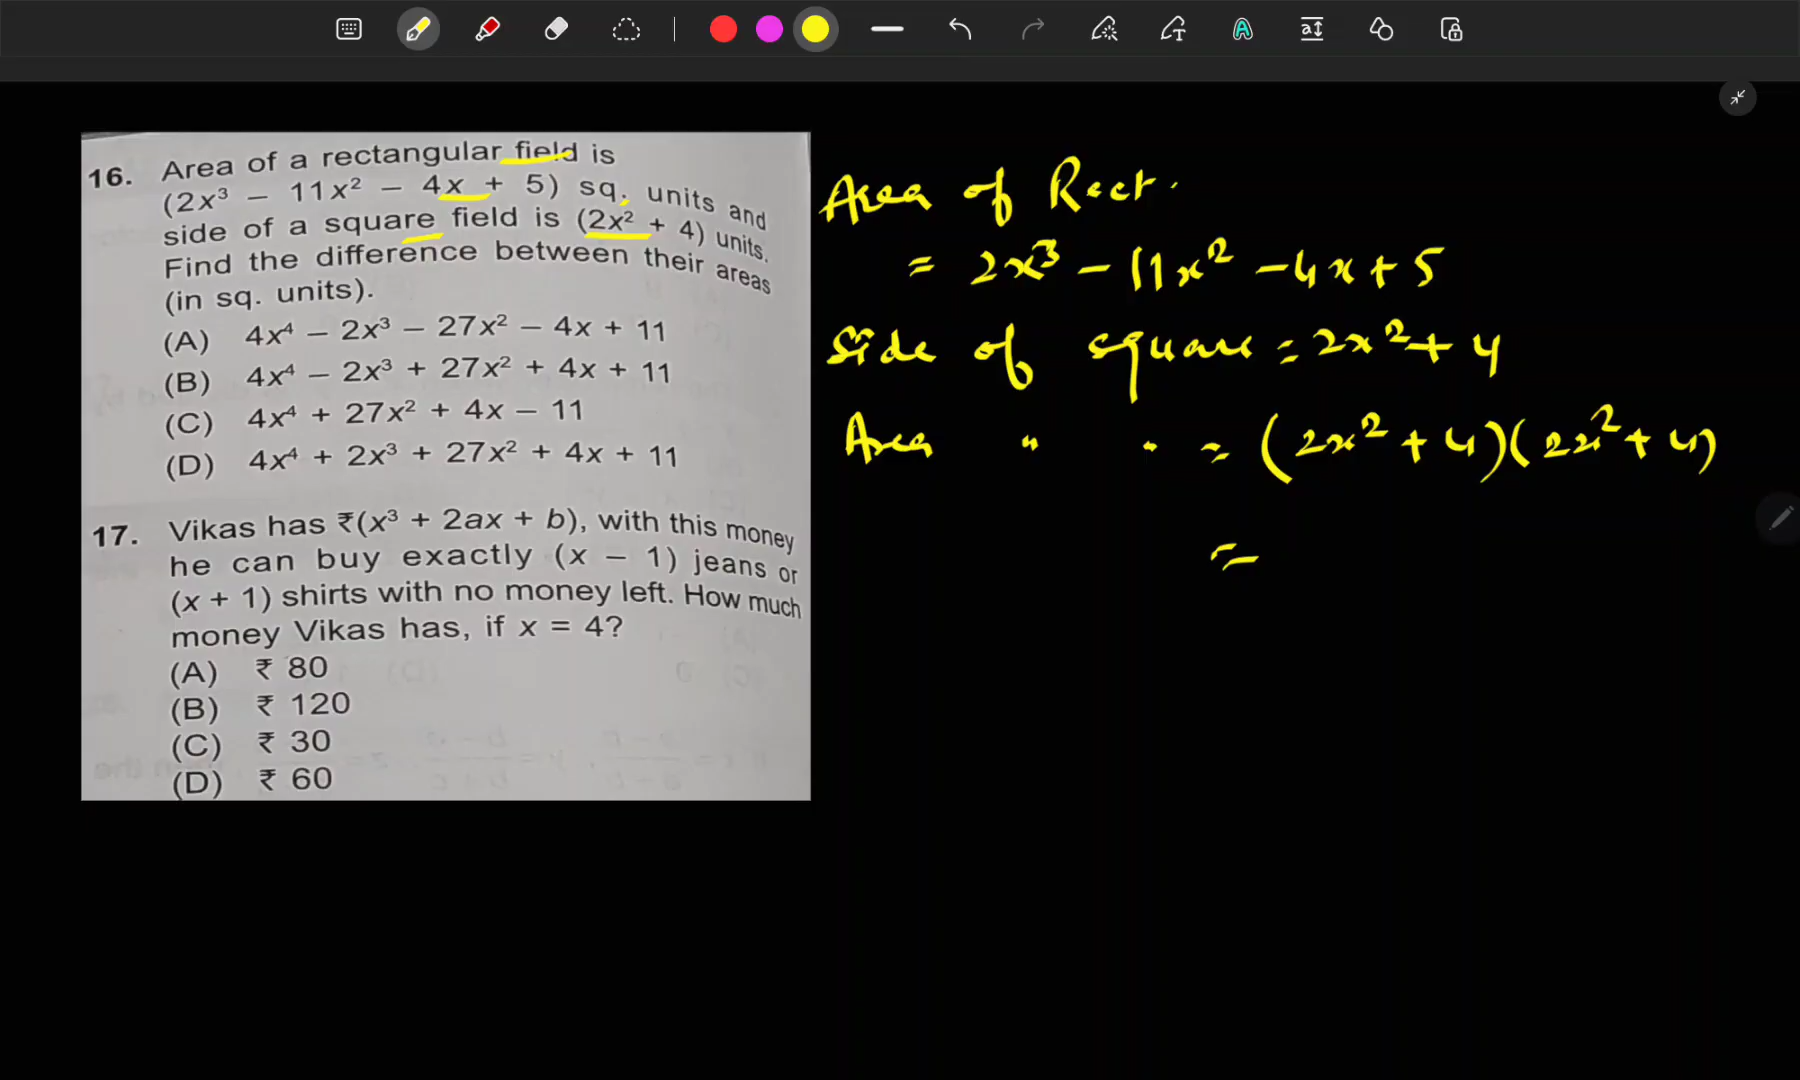 16. Area of a rectangular field is
(2x³ – 11x² – 4x + 5) sq. units and
side of a square field is (2x² + 4) units.
Find the difference between their areas
(in sq. units).
(A) 4x⁴ – 2x³ – 27x² – 4x + 11
(B) 4x⁴ – 2x³ + 27x² + 4x + 11
(C) 4x⁴ + 27x² + 4x – 11
(D) 4x⁴ + 2x³ + 27x² + 4x + 11
17. Vikas has ₹(x³ + 2ax + b), with this money
he can buy exactly (x – 1) jeans or
(x + 1) shirts with no money left. How much
money Vikas has, if x = 4?
(A) ₹ 80
(B) ₹ 120
(C) ₹ 30
(D) ₹ 60
Area of Rect.
= 2x³ – 11x² – 4x + 5
Side of square = 2x² + 4
Area " " = (2x² + 4)(2x² + 4)
=